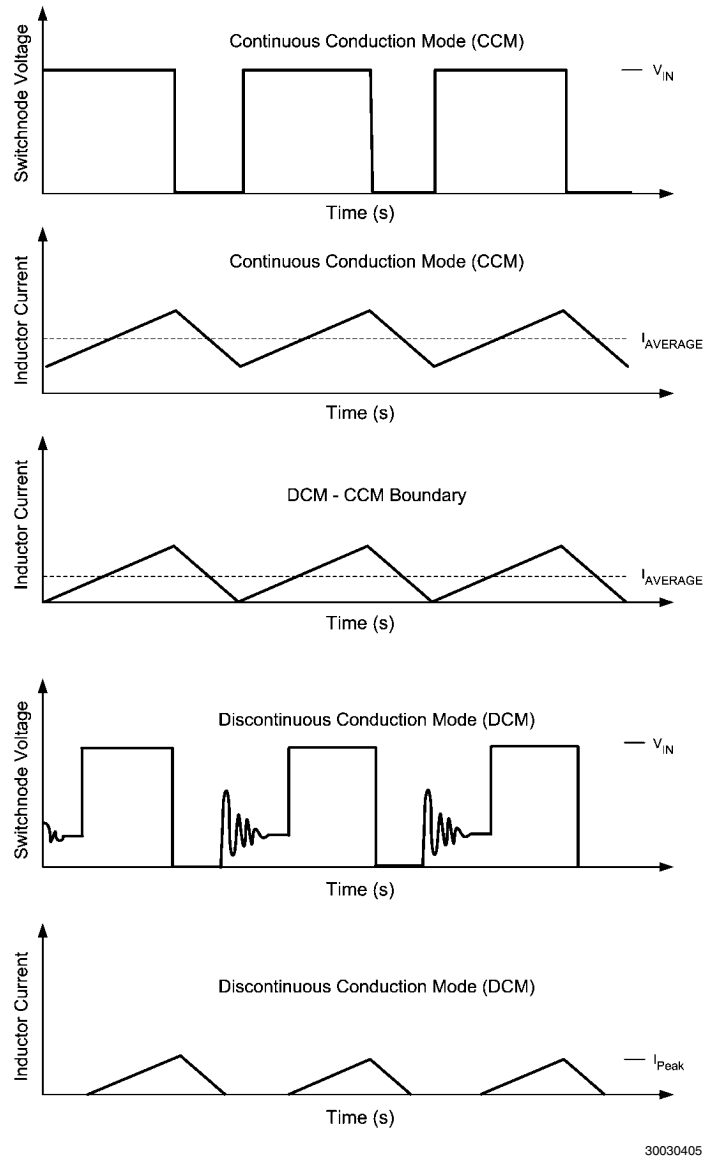 Continuous Conduction Mode (CCM)
V_IN
Switchnode Voltage
Time (s)
Continuous Conduction Mode (CCM)
Inductor Current
I_AVERAGE
Time (s)
DCM - CCM Boundary
Inductor Current
I_AVERAGE
Time (s)
Discontinuous Conduction Mode (DCM)
V_IN
Switchnode Voltage
Time (s)
Discontinuous Conduction Mode (DCM)
Inductor Current
I_Peak
Time (s)
30030405